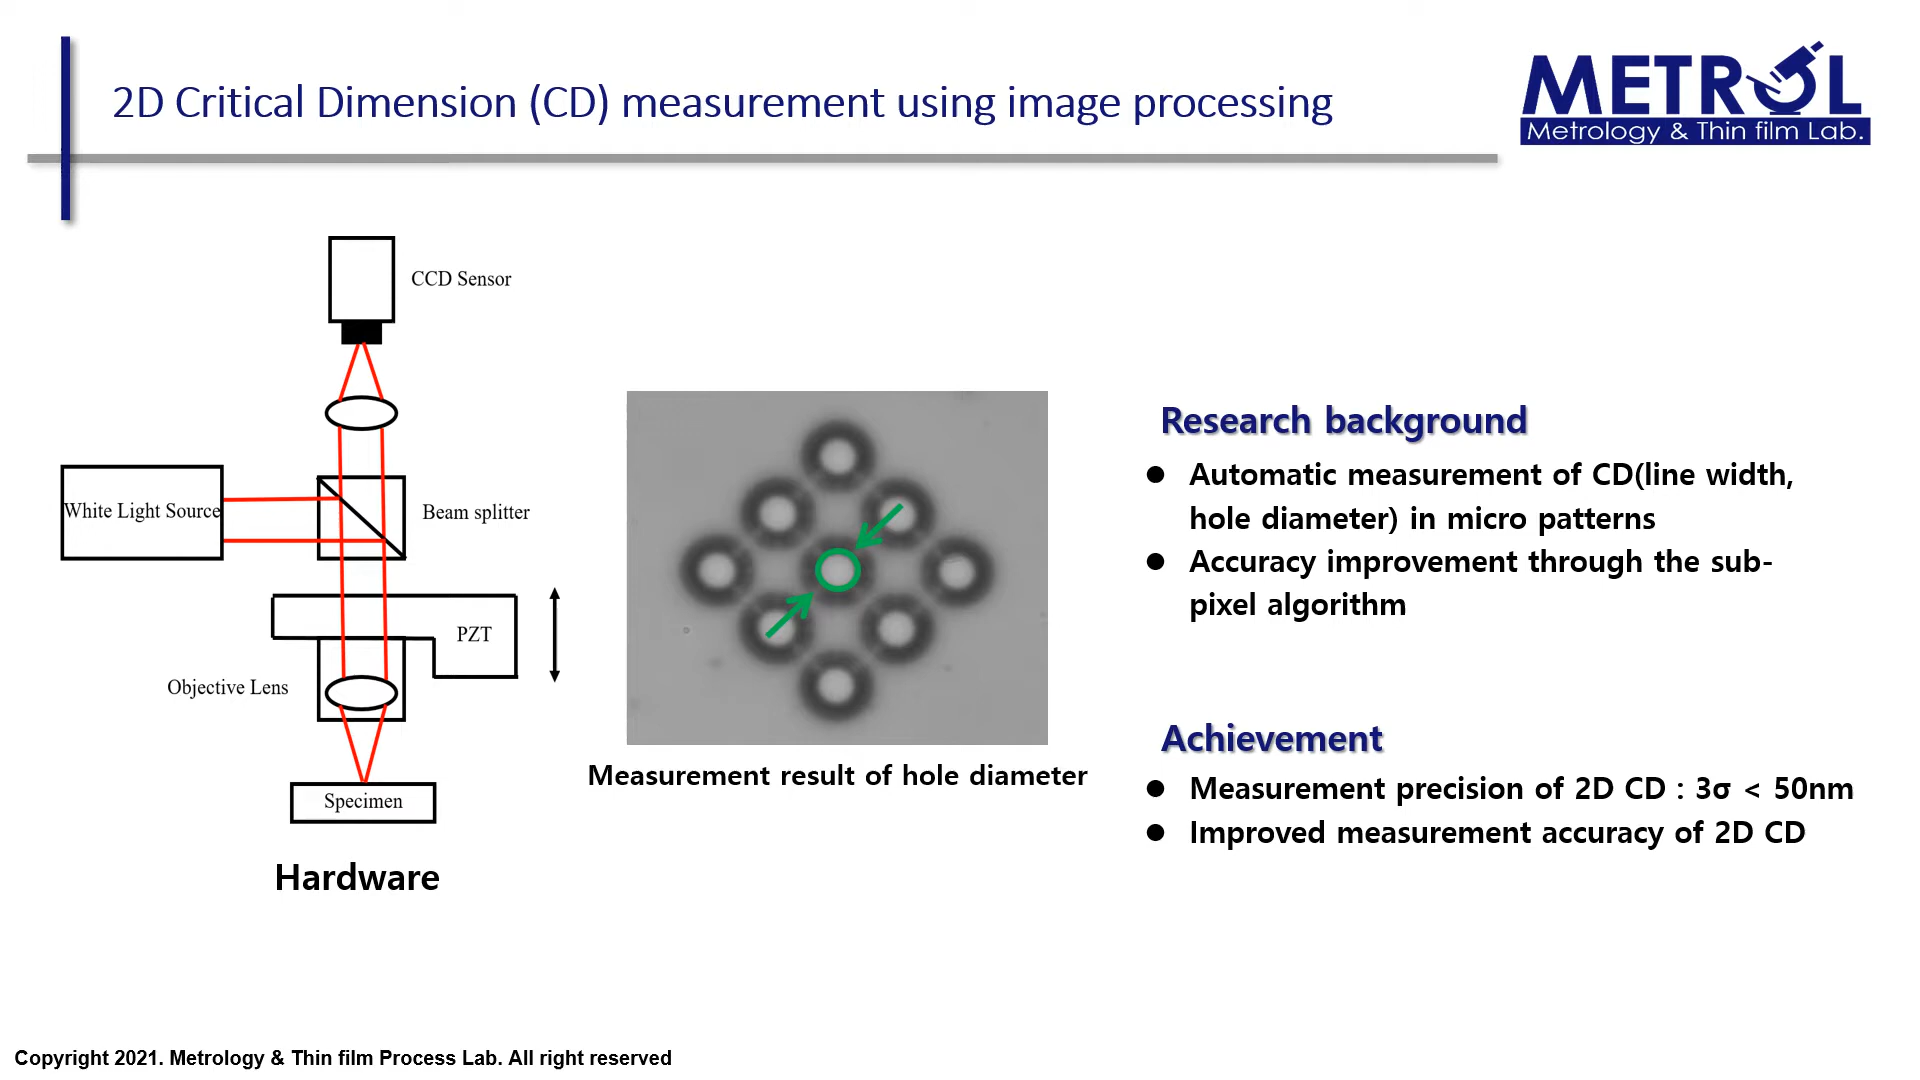 2D Critical Dimension (CD) measurement using image processing
METROL
Metrology & Thin film Lab.
CCD Sensor
White Light Source
Beam splitter
PZT
Objective Lens
Specimen
Hardware
Measurement result of hole diameter
Research background
● Automatic measurement of CD(line width,
hole diameter) in micro patterns
● Accuracy improvement through the sub-
pixel algorithm
Achievement
● Measurement precision of 2D CD : 3σ < 50nm
● Improved measurement accuracy of 2D CD
Copyright 2021. Metrology & Thin film Process Lab. All right reserved